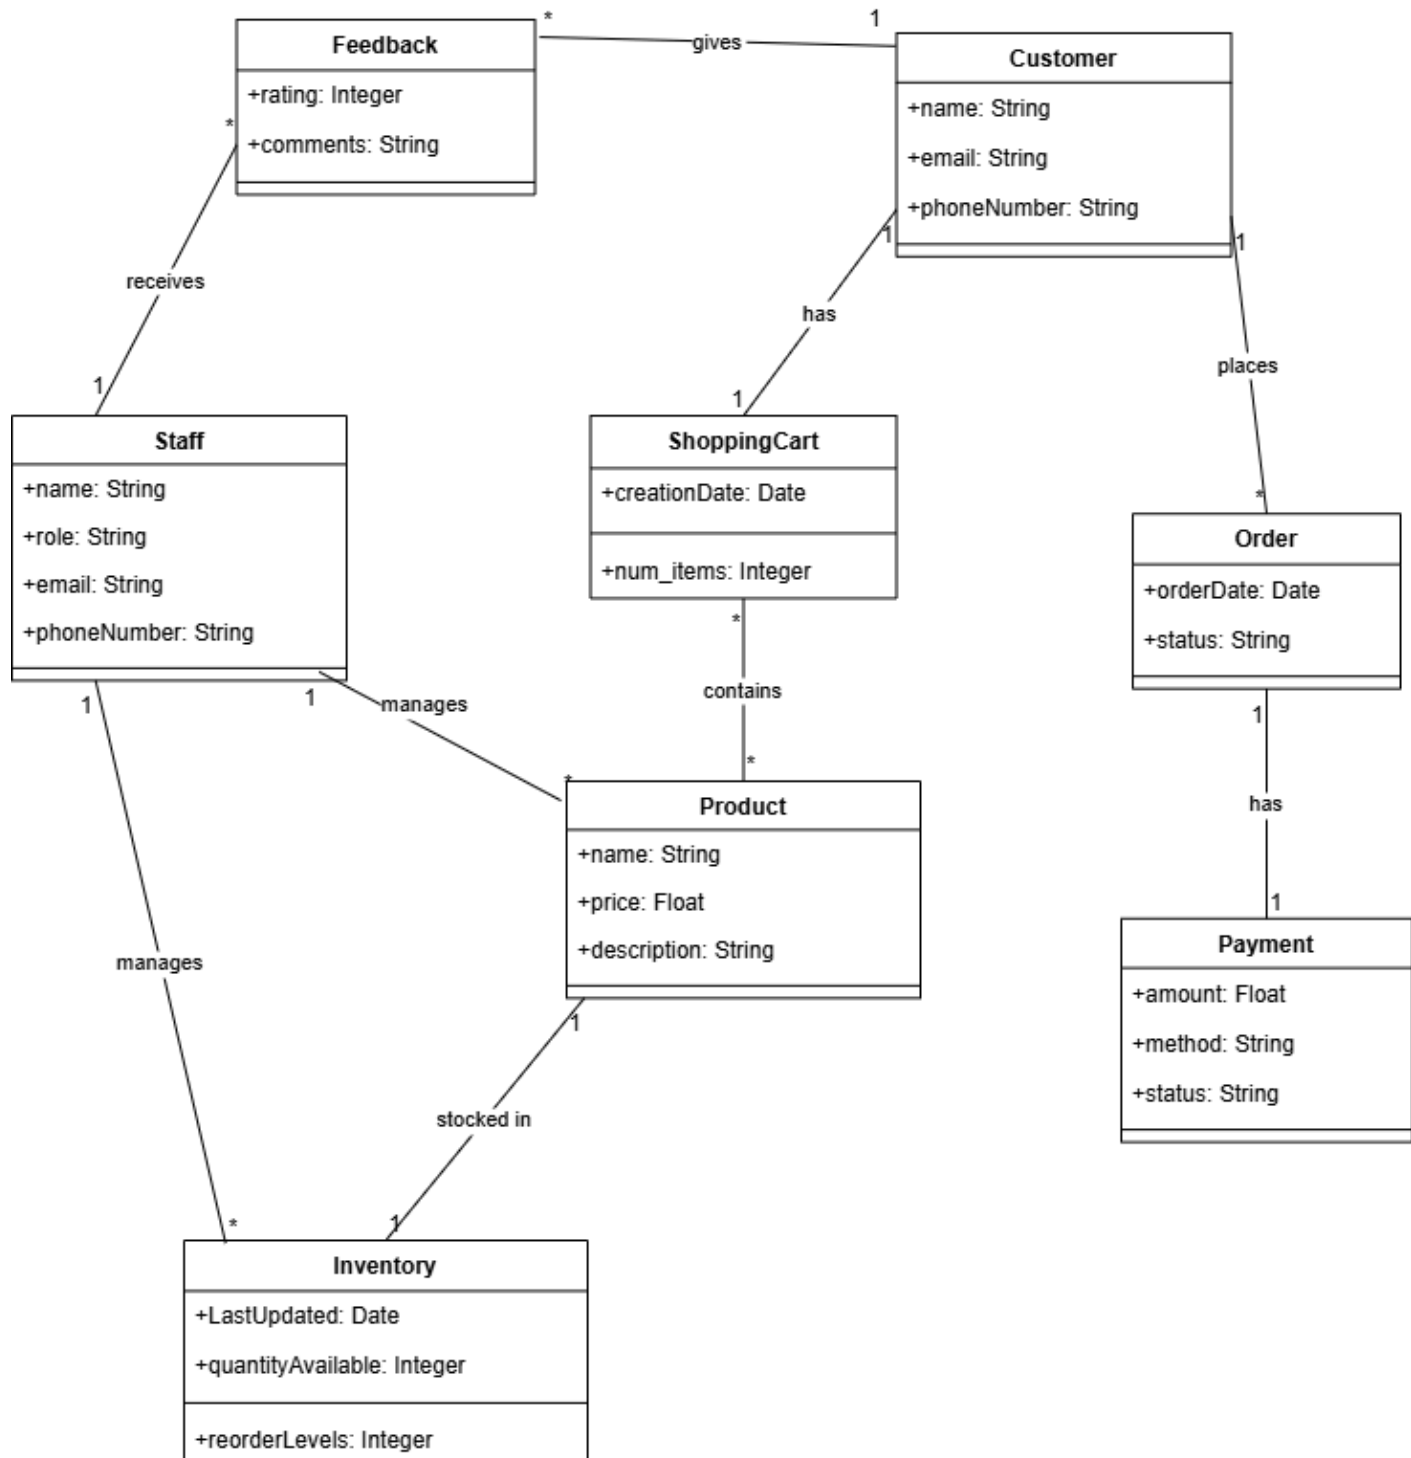 *
1
Feedback
gives
Customer
+rating: Integer
+name: String
*
+comments: String
+email: String
+phoneNumber: String
1
1
receives
has
places
1
1
Staff
ShoppingCart
+name: String
+creationDate: Date
*
+role: String
Order
+num_items: Integer
+email: String
+orderDate: Date
*
+phoneNumber: String
+status: String
1
1
manages
contains
1
*
*
Product
has
+name: String
+price: Float
1
+description: String
Payment
manages
+amount: Float
1
+method: String
+status: String
stocked in
*
1
Inventory
+LastUpdated: Date
+quantityAvailable: Integer
+reorderLevels: Integer